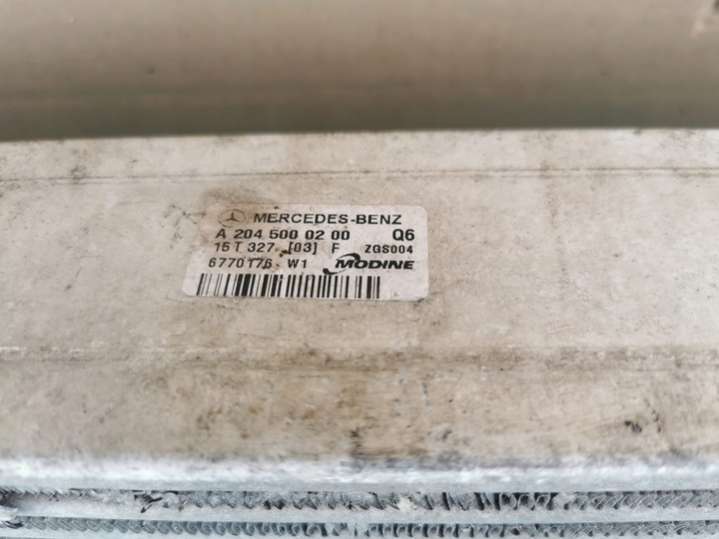 MERCEDES-BENZ
A 204 500 02 00 Q6
15 T 327 [03] F ZGS004
6770176 W1 MODINE